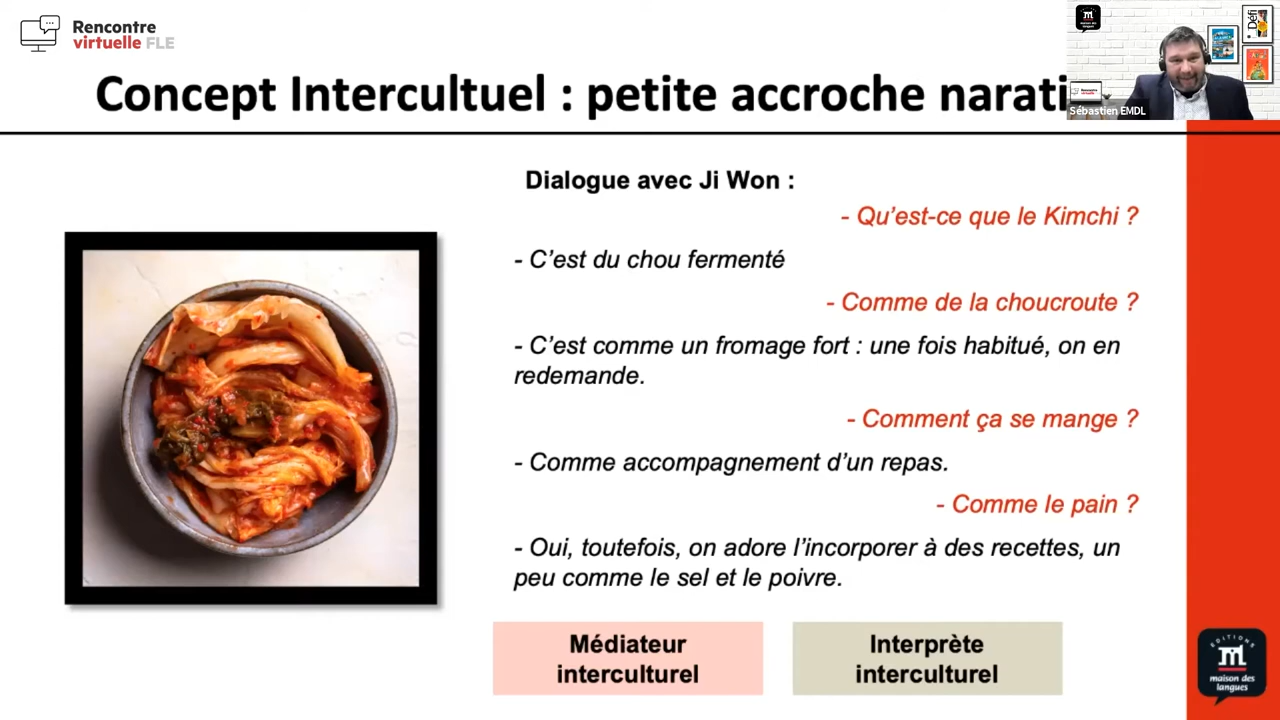 Rencontre
virtuelle FLE
Concept Intercultuel : petite accroche narati
Sébastien EMDL
Défi
Dialogue avec Ji Won :
- Qu’est-ce que le Kimchi ?
- C’est du chou fermenté
- Comme de la choucroute ?
- C’est comme un fromage fort : une fois habitué, on en
redemande.
- Comment ça se mange ?
- Comme accompagnement d’un repas.
- Comme le pain ?
- Oui, toutefois, on adore l’incorporer à des recettes, un
peu comme le sel et le poivre.
Médiateur
interculturel
Interprète
interculturel
EDITIONS
maison des
langues